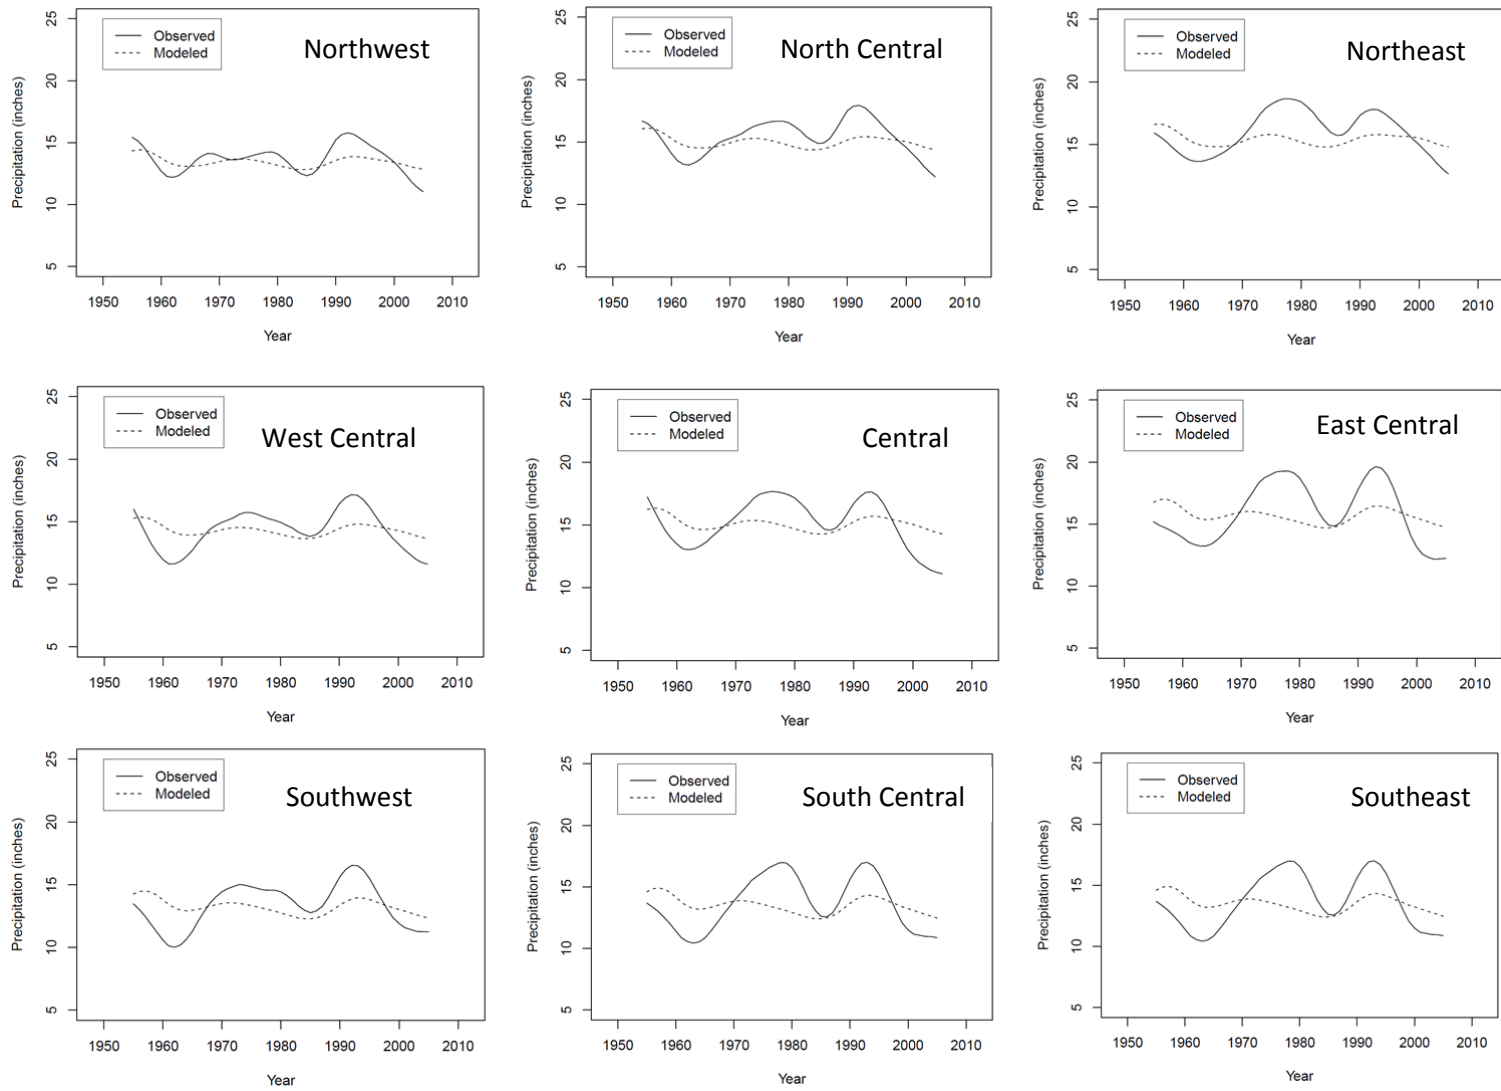 Observed
Modeled
Northwest
Precipitation (inches)
25
20
15
10
5
1950 1960 1970 1980 1990 2000 2010
Year
Observed
Modeled
North Central
Precipitation (inches)
25
20
15
10
5
1950 1960 1970 1980 1990 2000 2010
Year
Observed
Modeled
Northeast
Precipitation (inches)
25
20
15
10
5
1950 1960 1970 1980 1990 2000 2010
Year
Observed
Modeled
West Central
Precipitation (inches)
25
20
15
10
5
1950 1960 1970 1980 1990 2000 2010
Year
Observed
Modeled
Central
Precipitation (inches)
25
20
15
10
5
1950 1960 1970 1980 1990 2000 2010
Year
Observed
Modeled
East Central
Precipitation (inches)
25
20
15
10
5
1950 1960 1970 1980 1990 2000 2010
Year
Observed
Modeled
Southwest
Precipitation (inches)
25
20
15
10
5
1950 1960 1970 1980 1990 2000 2010
Year
Observed
Modeled
South Central
Precipitation (inches)
25
20
15
10
5
1950 1960 1970 1980 1990 2000 2010
Year
Observed
Modeled
Southeast
Precipitation (inches)
25
20
15
10
5
1950 1960 1970 1980 1990 2000 2010
Year